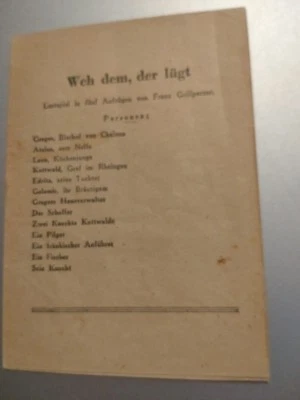 Weh dem, der lügt
Lustspiel in fünf Aufzügen von Franz Grillparzer.
Personen:
Gregor, Bischof von Chalons
Atalus, sein Neffe
Leon, Küchenjunge
Kattwald, Graf im Rheingau
Edrita, seine Tochter
Galomir, ihr Bräutigam
Gregors Hausverwalter
Der Schaffer
Zwei Knechte Kattwalds
Ein Pilger
Ein fränkischer Anführer
Ein Fischer
Sein Knecht